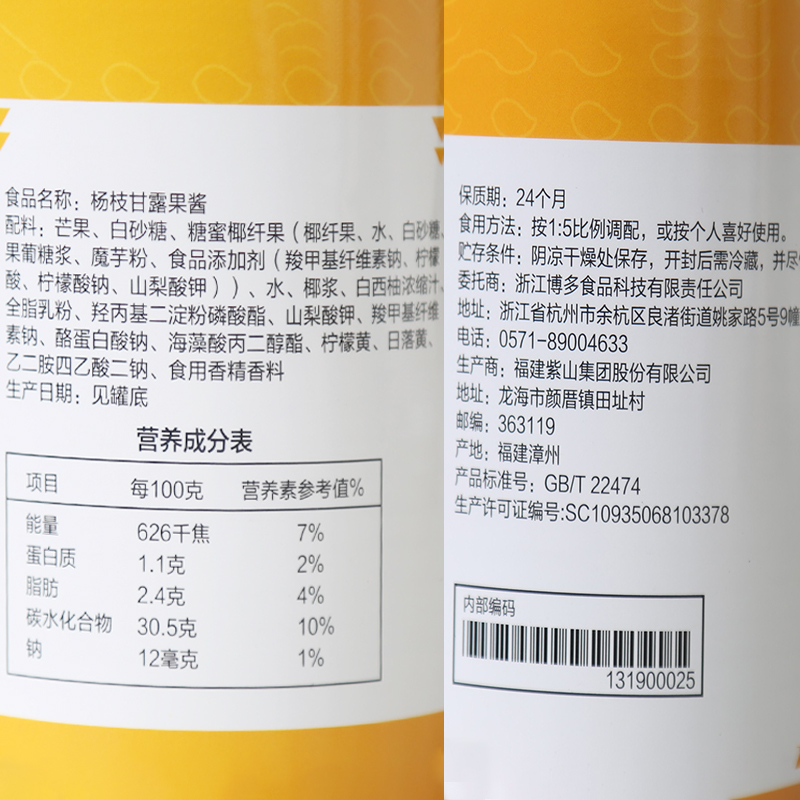 食品名称：杨枝甘露果酱
配料：芒果、白砂糖、糖蜜椰纤果（椰纤果、水、白砂糖、
果葡糖浆、魔芋粉、食品添加剂（羧甲基纤维素钠、柠檬
酸、柠檬酸钠、山梨酸钾））、水、椰浆、白西柚浓缩汁、
全脂乳粉、羟丙基二淀粉磷酸酯、山梨酸钾、羧甲基纤维
素钠、酪蛋白酸钠、海藻酸丙二醇酯、柠檬黄、日落黄、
乙二胺四乙酸二钠、食用香精香料
生产日期：见罐底
营养成分表
项目 每100克 营养素参考值%
能量 626千焦 7%
蛋白质 1.1克 2%
脂肪 2.4克 4%
碳水化合物 30.5克 10%
钠 12毫克 1%
保质期：24个月
食用方法：按1:5比例调配，或按个人喜好使用。
贮存条件：阴凉干燥处保存，开封后需冷藏，并尽
委托商：浙江博多食品科技有限责任公司
地址：浙江省杭州市余杭区良渚街道姚家路5号9幢
电话：0571-89004633
生产商：福建紫山集团股份有限公司
地址：龙海市颜厝镇田址村
邮编：363119
产地：福建漳州
产品标准号：GB/T 22474
生产许可证编号:SC10935068103378
内部编码
131900025